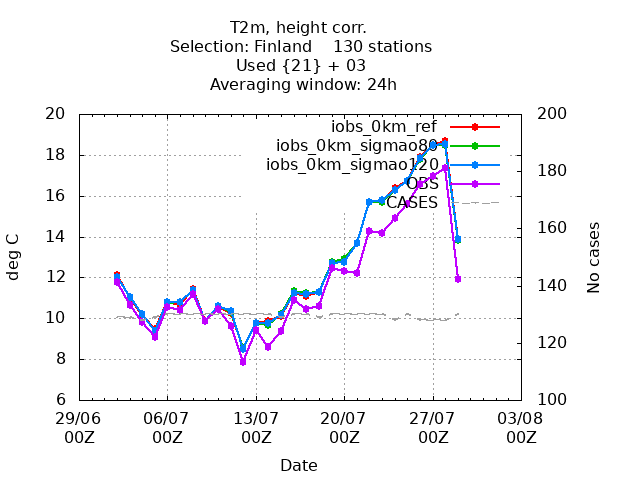 T2m, height corr.
Selection: Finland 130 stations
Used {21} + 03
Averaging window: 24h
20 200
iobs_0km_ref
iobs_0km_sigmao80
18 180
iobs_0km_sigmao120
OBS
16 CASES
14 160
deg C No cases
12 140
10
8 120
6 100
29/06 06/07 13/07 20/07 27/07 03/08
00Z 00Z 00Z 00Z 00Z 00Z
Date